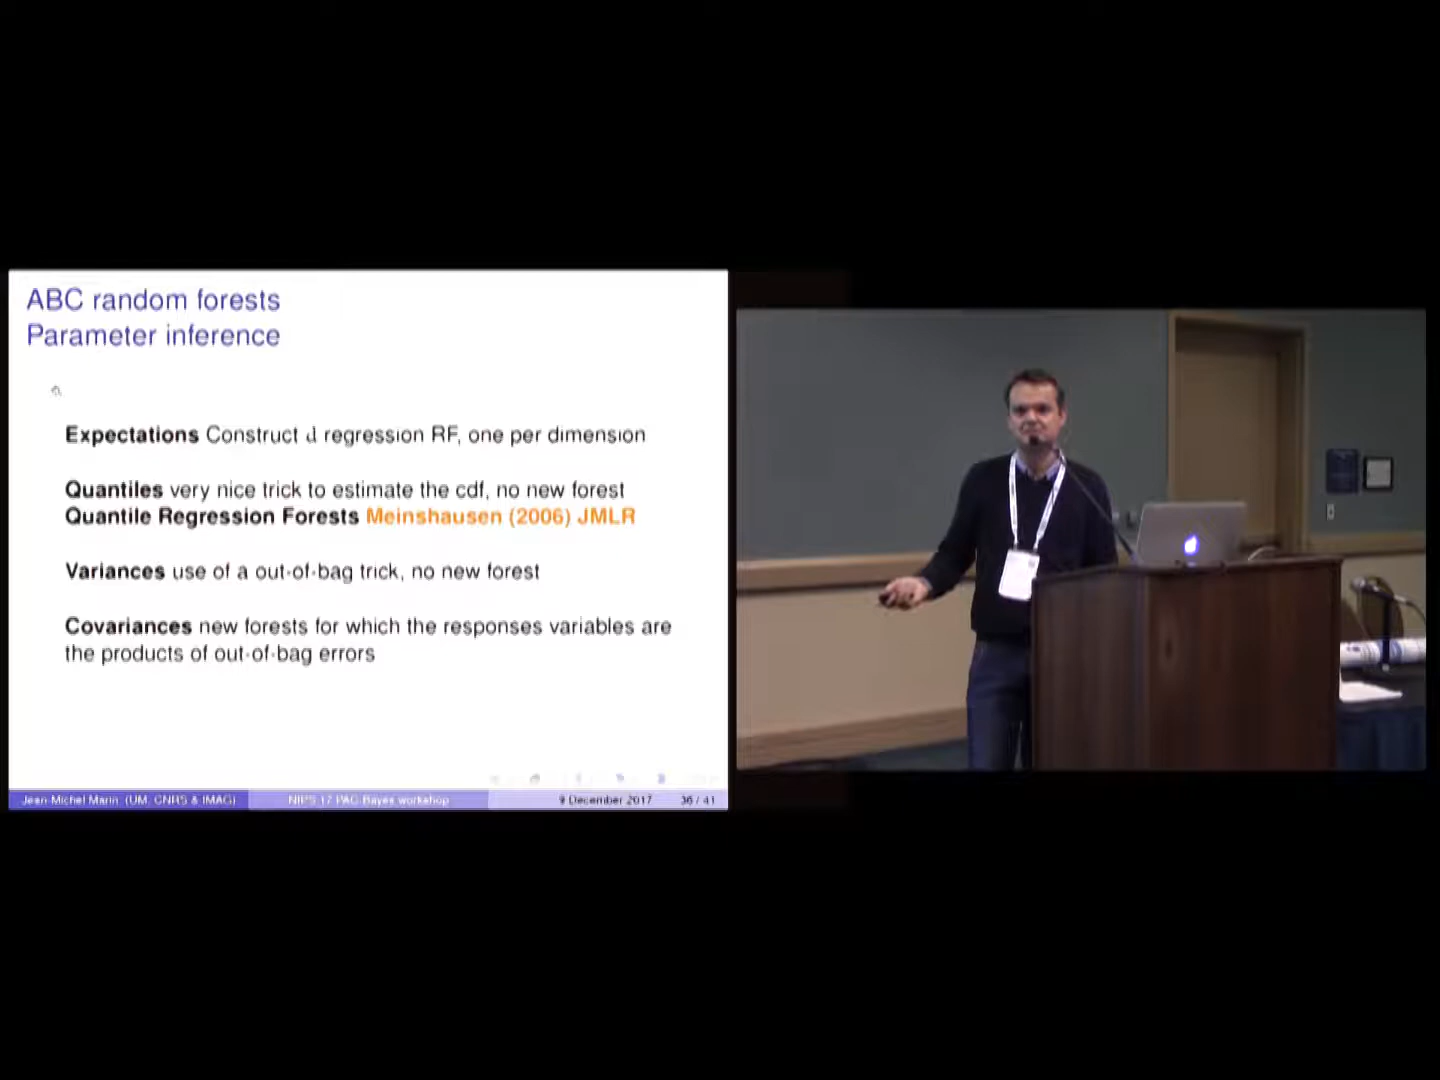 ABC random forests
Parameter inference
Expectations Construct d regression RF, one per dimension
Quantiles very nice trick to estimate the cdf, no new forest
Quantile Regression Forests Meinshausen (2006) JMLR
Variances use of a out-of-bag trick, no new forest
Covariances new forests for which the responses variables are
the products of out-of-bag errors
Jean-Michel Marin (UM, CNRS & IMAG) NIPS 17 PAC-Bayes workshop 9 December 2017 36 / 41